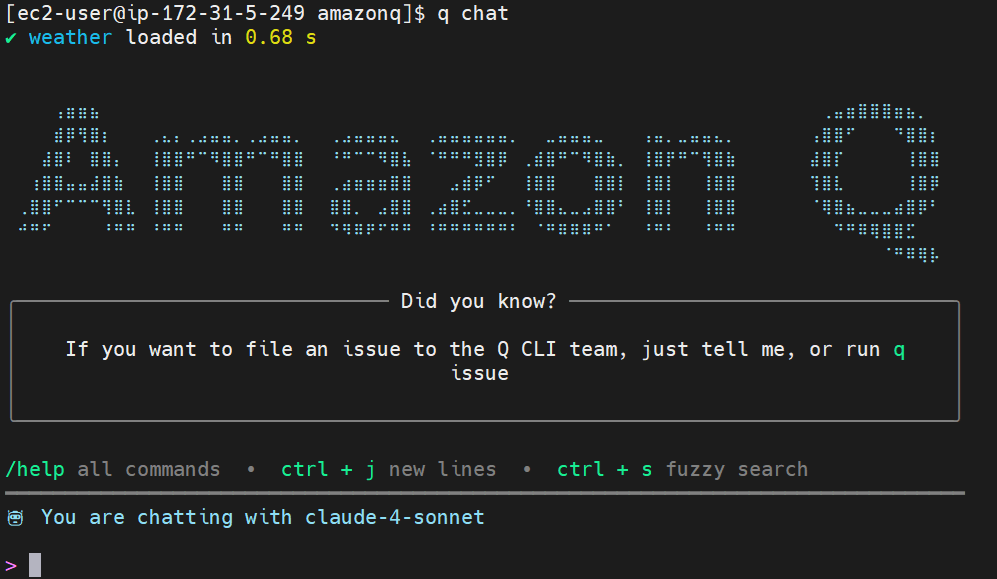 [ec2-user@ip-172-31-5-249 amazonq]$ q chat
✔ weather loaded in 0.68 s
Amazon Q
Did you know?
If you want to file an issue to the Q CLI team, just tell me, or run q
issue
/help all commands • ctrl + j new lines • ctrl + s fuzzy search
🤖 You are chatting with claude-4-sonnet
>